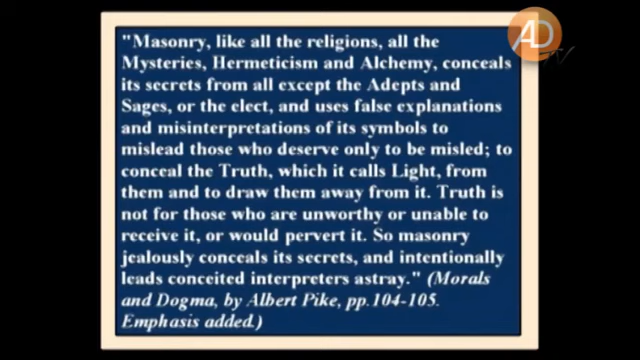 AD
TV
"Masonry, like all the religions, all the
Mysteries, Hermeticism and Alchemy, conceals
its secrets from all except the Adepts and
Sages, or the elect, and uses false explanations
and misinterpretations of its symbols to
mislead those who deserve only to be misled; to
conceal the Truth, which it calls Light, from
them and to draw them away from it. Truth is
not for those who are unworthy or unable to
receive it, or would pervert it. So masonry
jealously conceals its secrets, and intentionally
leads conceited interpreters astray." (Morals
and Dogma, by Albert Pike, pp.104-105.
Emphasis added.)